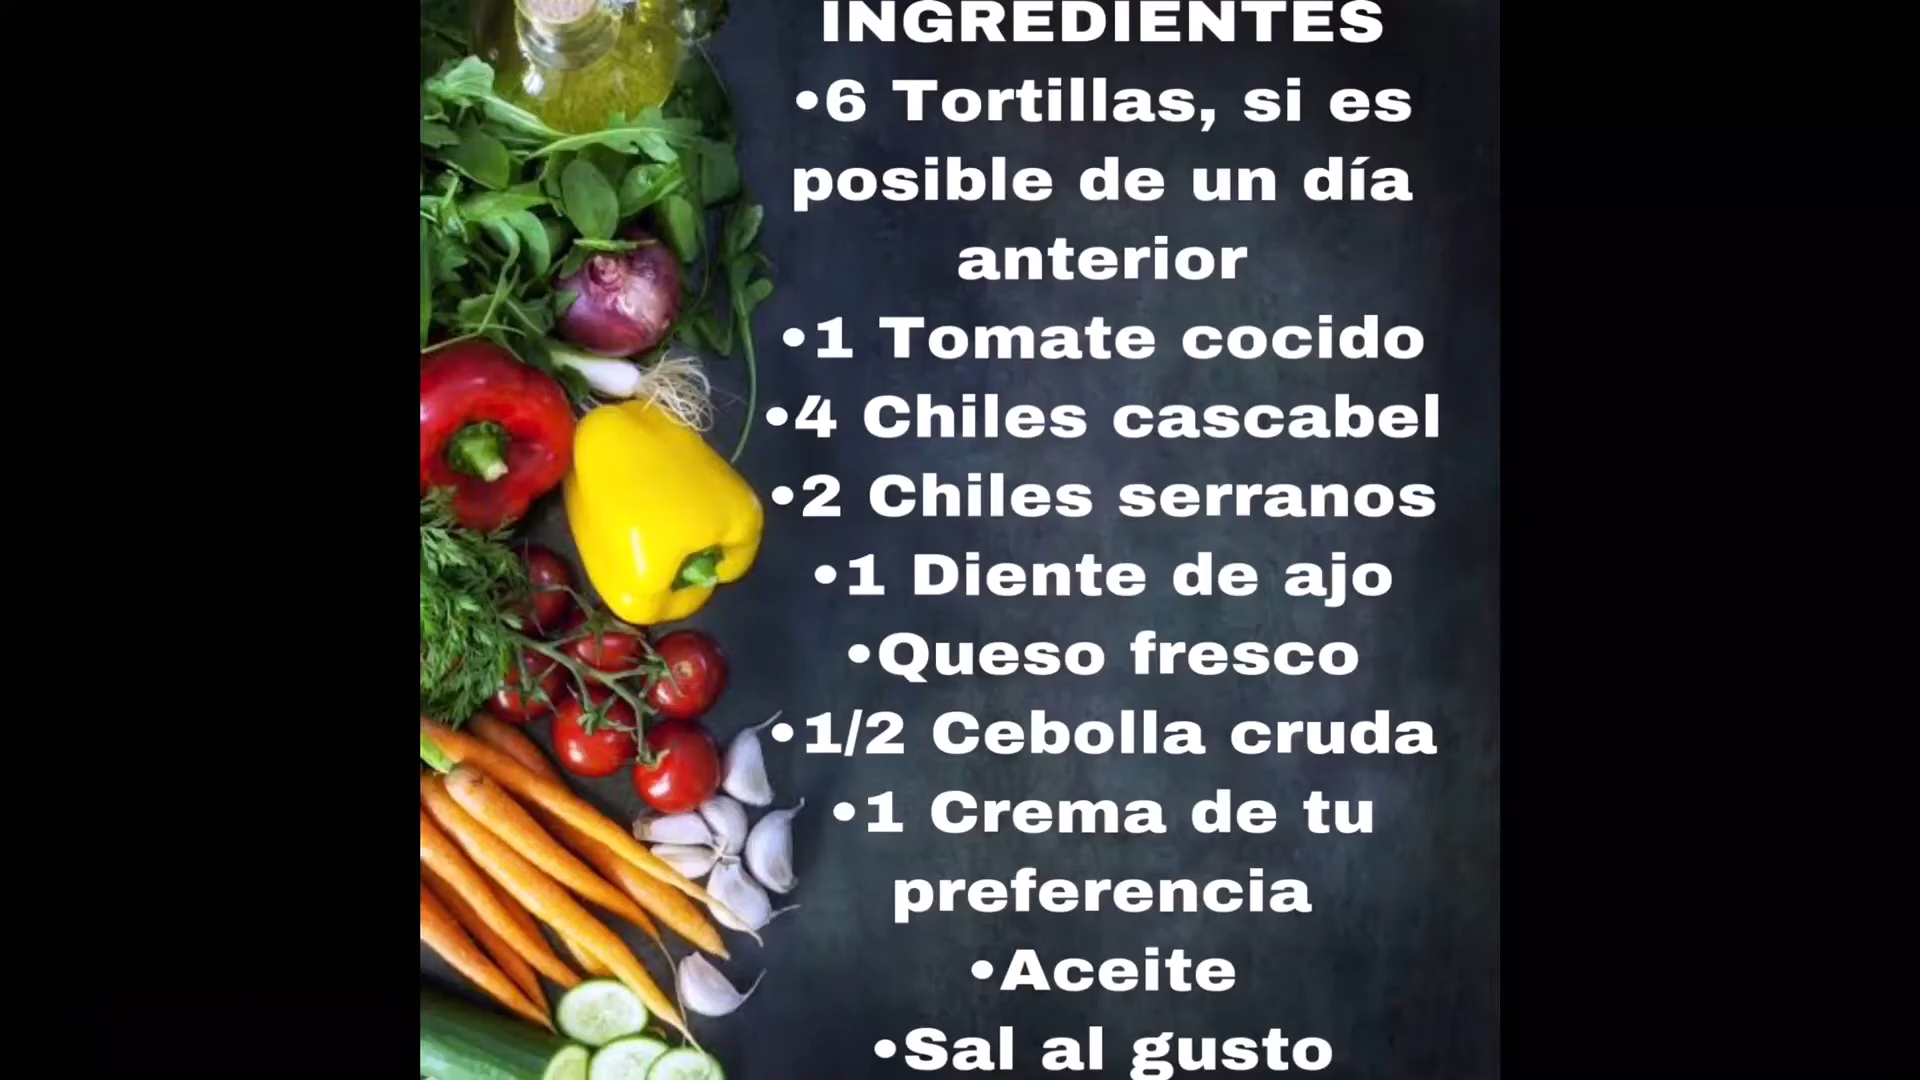 INGREDIENTES
•6 Tortillas, si es
posible de un día
anterior
•1 Tomate cocido
•4 Chiles cascabel
•2 Chiles serranos
•1 Diente de ajo
•Queso fresco
•1/2 Cebolla cruda
•1 Crema de tu
preferencia
•Aceite
•Sal al gusto